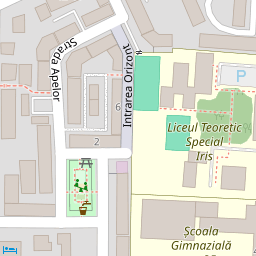 Strada Apelor
Intrarea Orizont
P
6
2
Liceul Teoretic
Special
Iris
Școala
Gimnazială